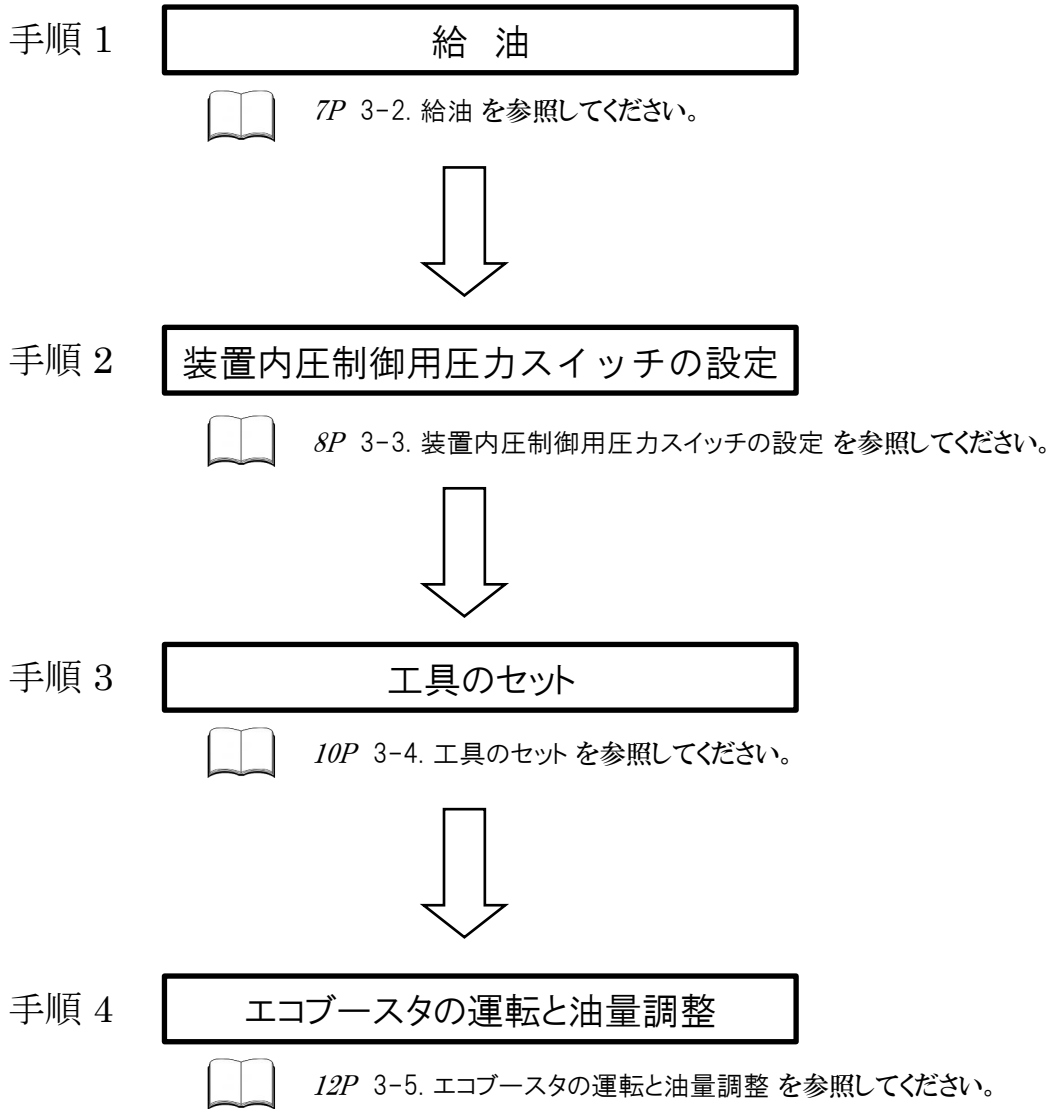 手順 1 給 油
7P 3-2. 給油 を参照してください。
手順 2 装置内圧制御用圧力スイッチの設定
8P 3-3. 装置内圧制御用圧力スイッチの設定 を参照してください。
手順 3 工具のセット
10P 3-4. 工具のセット を参照してください。
手順 4 エコブースタの運転と油量調整
12P 3-5. エコブースタの運転と油量調整 を参照してください。